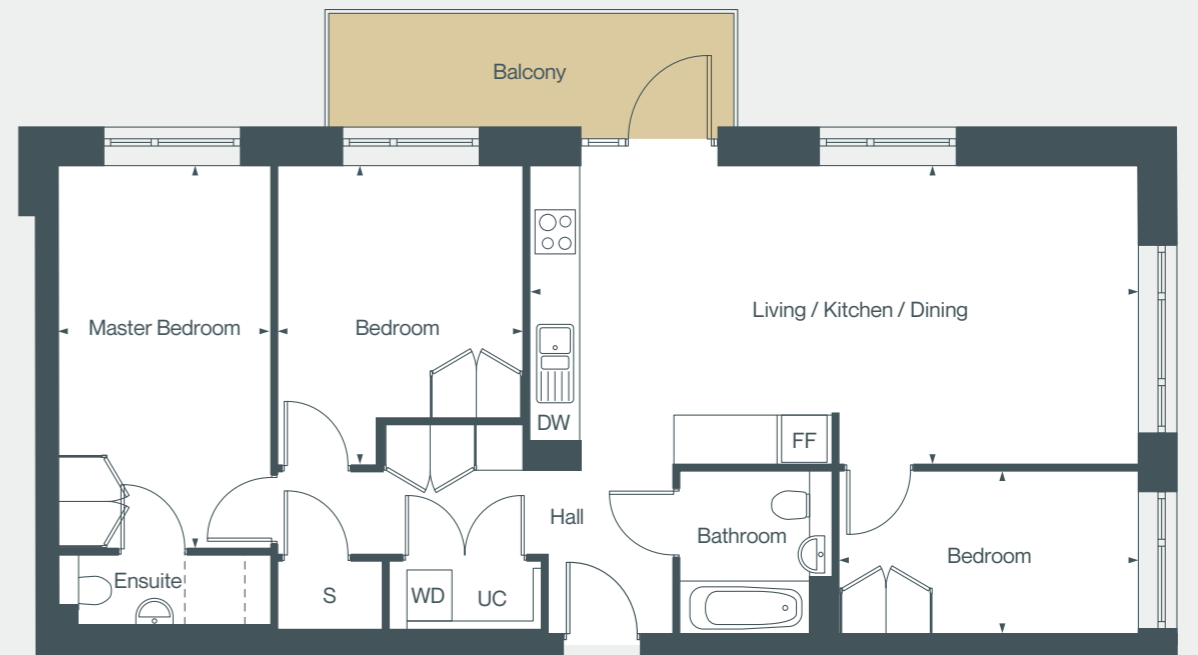 Balcony
Master Bedroom
Bedroom
Living / Kitchen / Dining
DW
FF
Hall
Bathroom
Bedroom
Ensuite
S
WD
UC